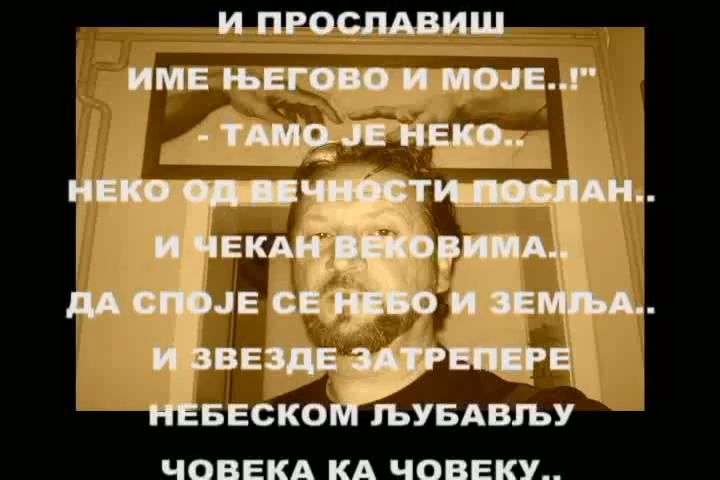 И ПРОСЛАВИШ
ИМЕ ЊЕГОВО И МОЈЕ..!"
- ТАМО ЈЕ НЕКО..
НЕКО ОД ВЕЧНОСТИ ПОСЛАН..
И ЧЕКАН ВЕКОВИМА..
ДА СПОЈЕ СЕ НЕБО И ЗЕМЉА..
И ЗВЕЗДЕ ЗАТРЕПЕРЕ
НЕБЕСКОМ ЉУБАВЉУ
ЧОВЕКА КА ЧОВЕКУ..